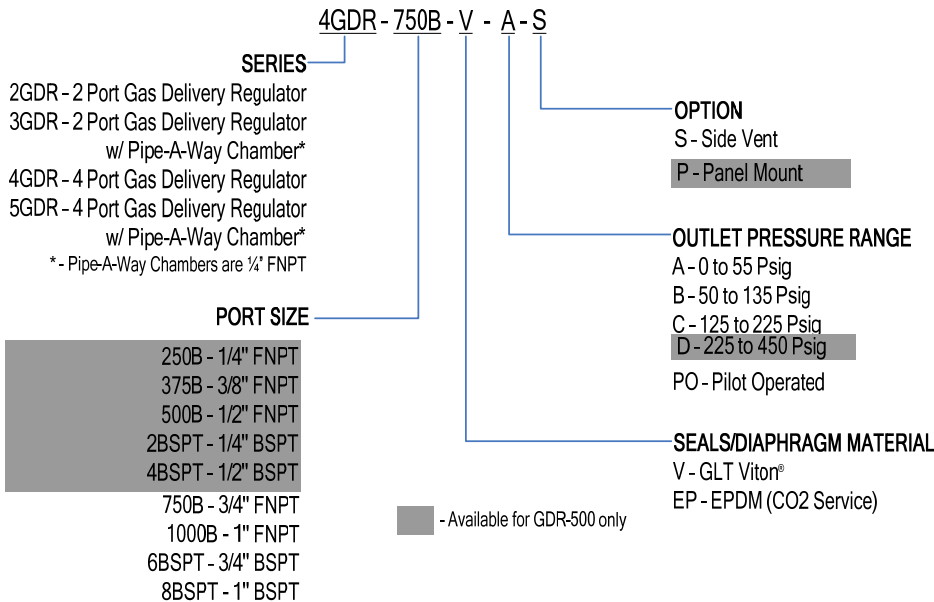 4GDR - 750B - V - A - S
SERIES
2GDR - 2 Port Gas Delivery Regulator
3GDR - 2 Port Gas Delivery Regulator
w/ Pipe-A-Way Chamber*
4GDR - 4 Port Gas Delivery Regulator
5GDR - 4 Port Gas Delivery Regulator
w/ Pipe-A-Way Chamber*
* - Pipe-A-Way Chambers are ¼" FNPT
PORT SIZE
250B - 1/4" FNPT
375B - 3/8" FNPT
500B - 1/2" FNPT
2BSPT - 1/4" BSPT
4BSPT - 1/2" BSPT
750B - 3/4" FNPT
1000B - 1" FNPT
6BSPT - 3/4" BSPT
8BSPT - 1" BSPT
- Available for GDR-500 only
OPTION
S - Side Vent
P - Panel Mount
OUTLET PRESSURE RANGE
A - 0 to 55 Psig
B - 50 to 135 Psig
C - 125 to 225 Psig
D - 225 to 450 Psig
PO - Pilot Operated
SEALS/DIAPHRAGM MATERIAL
V - GLT Viton®
EP - EPDM (CO2 Service)